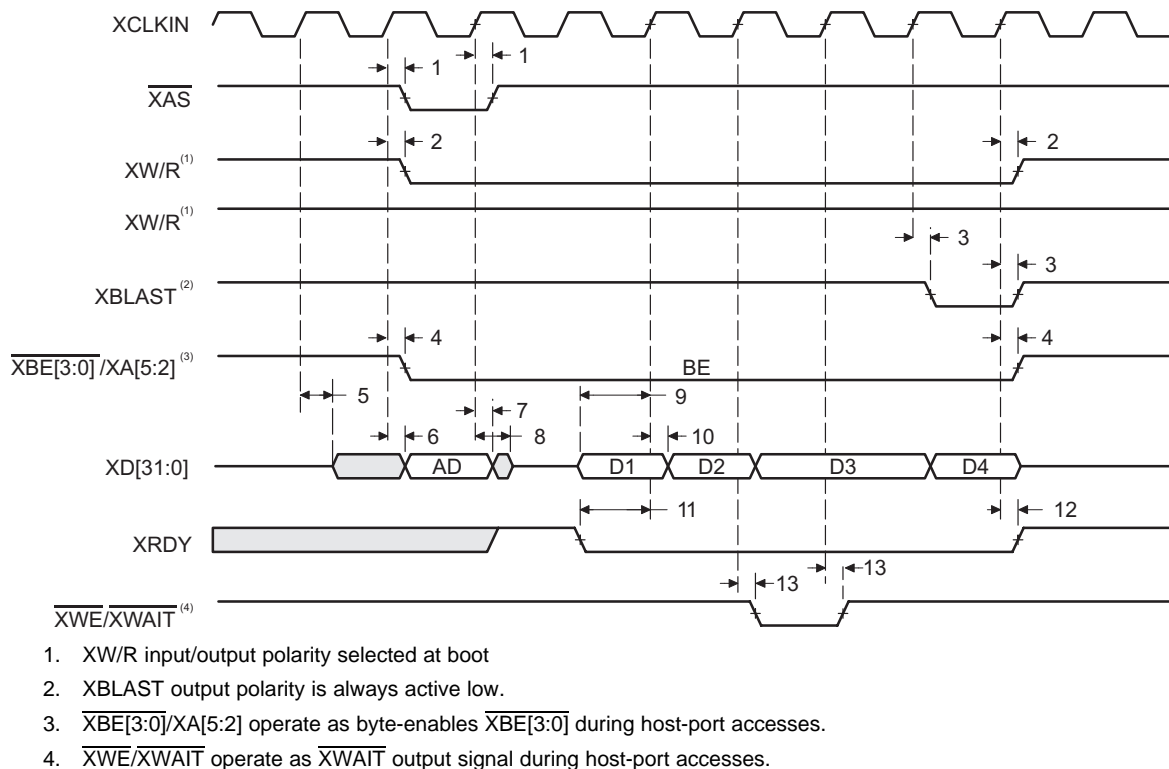 XCLKIN
1 1
XAS
2 2
XW/R(1)
XW/R(1)
3
3
XBLAST(2)
4 4
XBE[3:0]/XA[5:2](3)
BE
5 7 9
6 8 10
XD[31:0]
AD D1 D2 D3 D4
11 12
XRDY
13 13
XWE/XWAIT(4)
1. XW/R input/output polarity selected at boot
2. XBLAST output polarity is always active low.
3. XBE[3:0]/XA[5:2] operate as byte-enables XBE[3:0] during host-port accesses.
4. XWE/XWAIT operate as XWAIT output signal during host-port accesses.